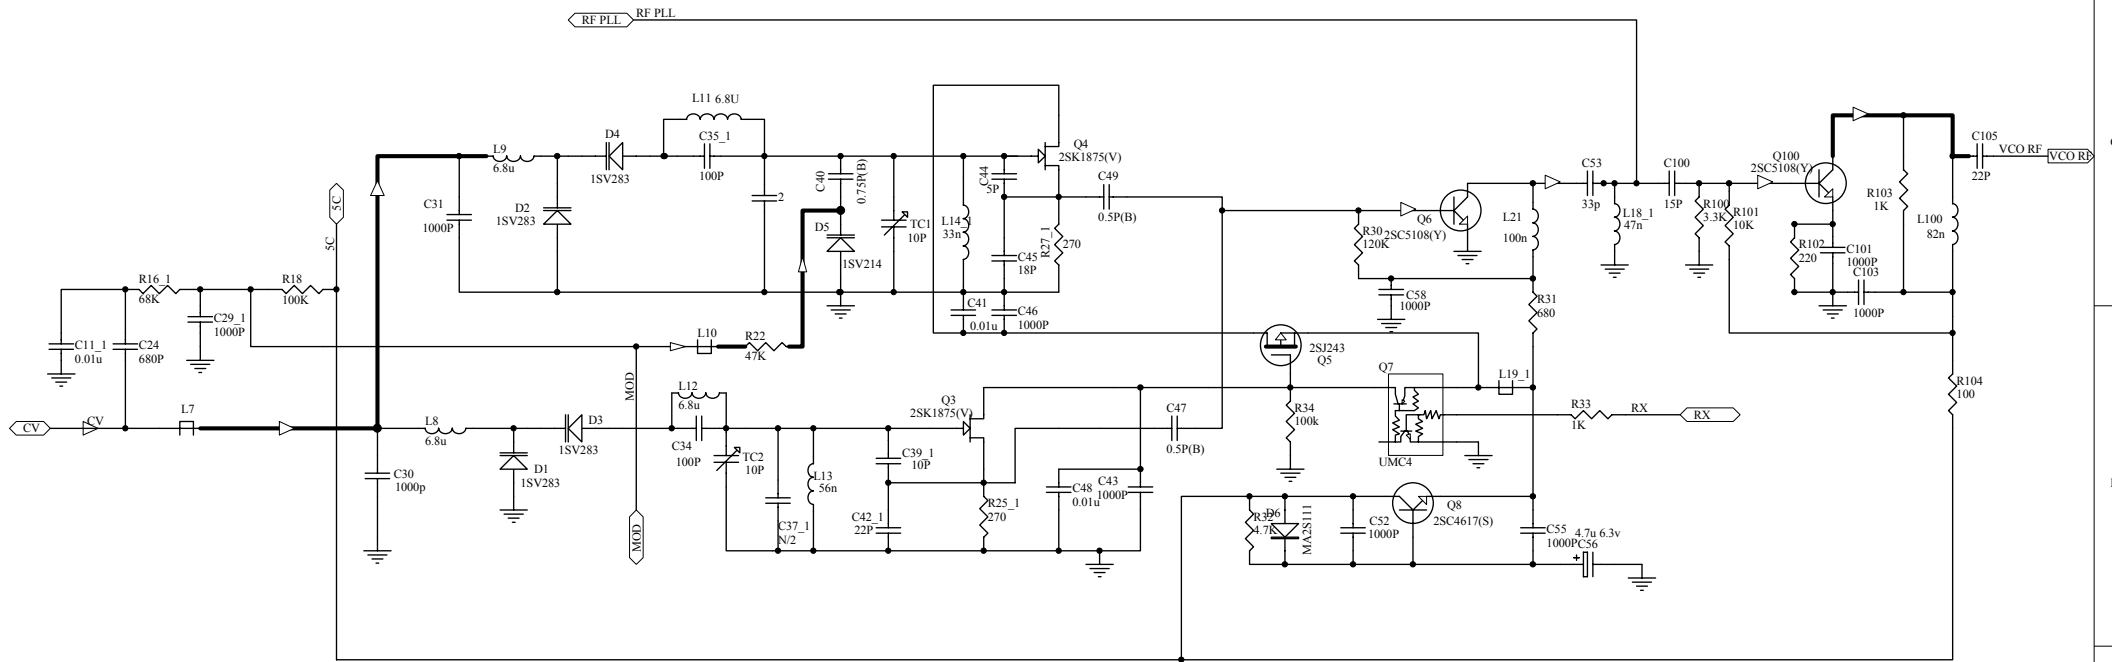 RF PLL
RF PLL
L11 6.8U
C35_1
100P
D4
1SV283
L9
6.8u
D2
1SV283
C31
1000P
2
C40
0.75P(B)
D5
1SV214
TC1
10P
L14_1
33n
C44
5P
Q4
2SK1875(V)
C49
0.5P(B)
R27_1
270
C45
18P
C41
0.01u
C46
1000P
5C
5C
R16_1
68K
R18
100K
C29_1
1000P
C11_1
0.01u
C24
680P
L10
R22
47K
MOD
MOD
CV
CV
L7
L8
6.8u
C30
1000p
D1
1SV283
D3
1SV283
L12
6.8u
C34
100P
TC2
10P
C37_1
N/2
L13
56n
C39_1
10P
C42_1
22P
Q3
2SK1875(V)
R25_1
270
C48
0.01u
C43
1000P
C47
0.5P(B)
Q6
2SC5108(Y)
R30
120K
C58
1000P
L21
100n
R31
680
2SJ243
Q5
R34
100k
Q7
UMC4
L19_1
R33
1K
RX
RX
R32
4.7K
D6
MA2S111
C52
1000P
Q8
2SC4617(S)
C55
1000P
4.7u 6.3v
C56
C53
33p
L18_1
47n
C100
15P
R100
3.3K
R101
10K
Q100
2SC5108(Y)
R102
220
C101
1000P
C103
1000P
R103
1K
L100
82n
R104
100
C105
22P
VCO RF
VCO RF